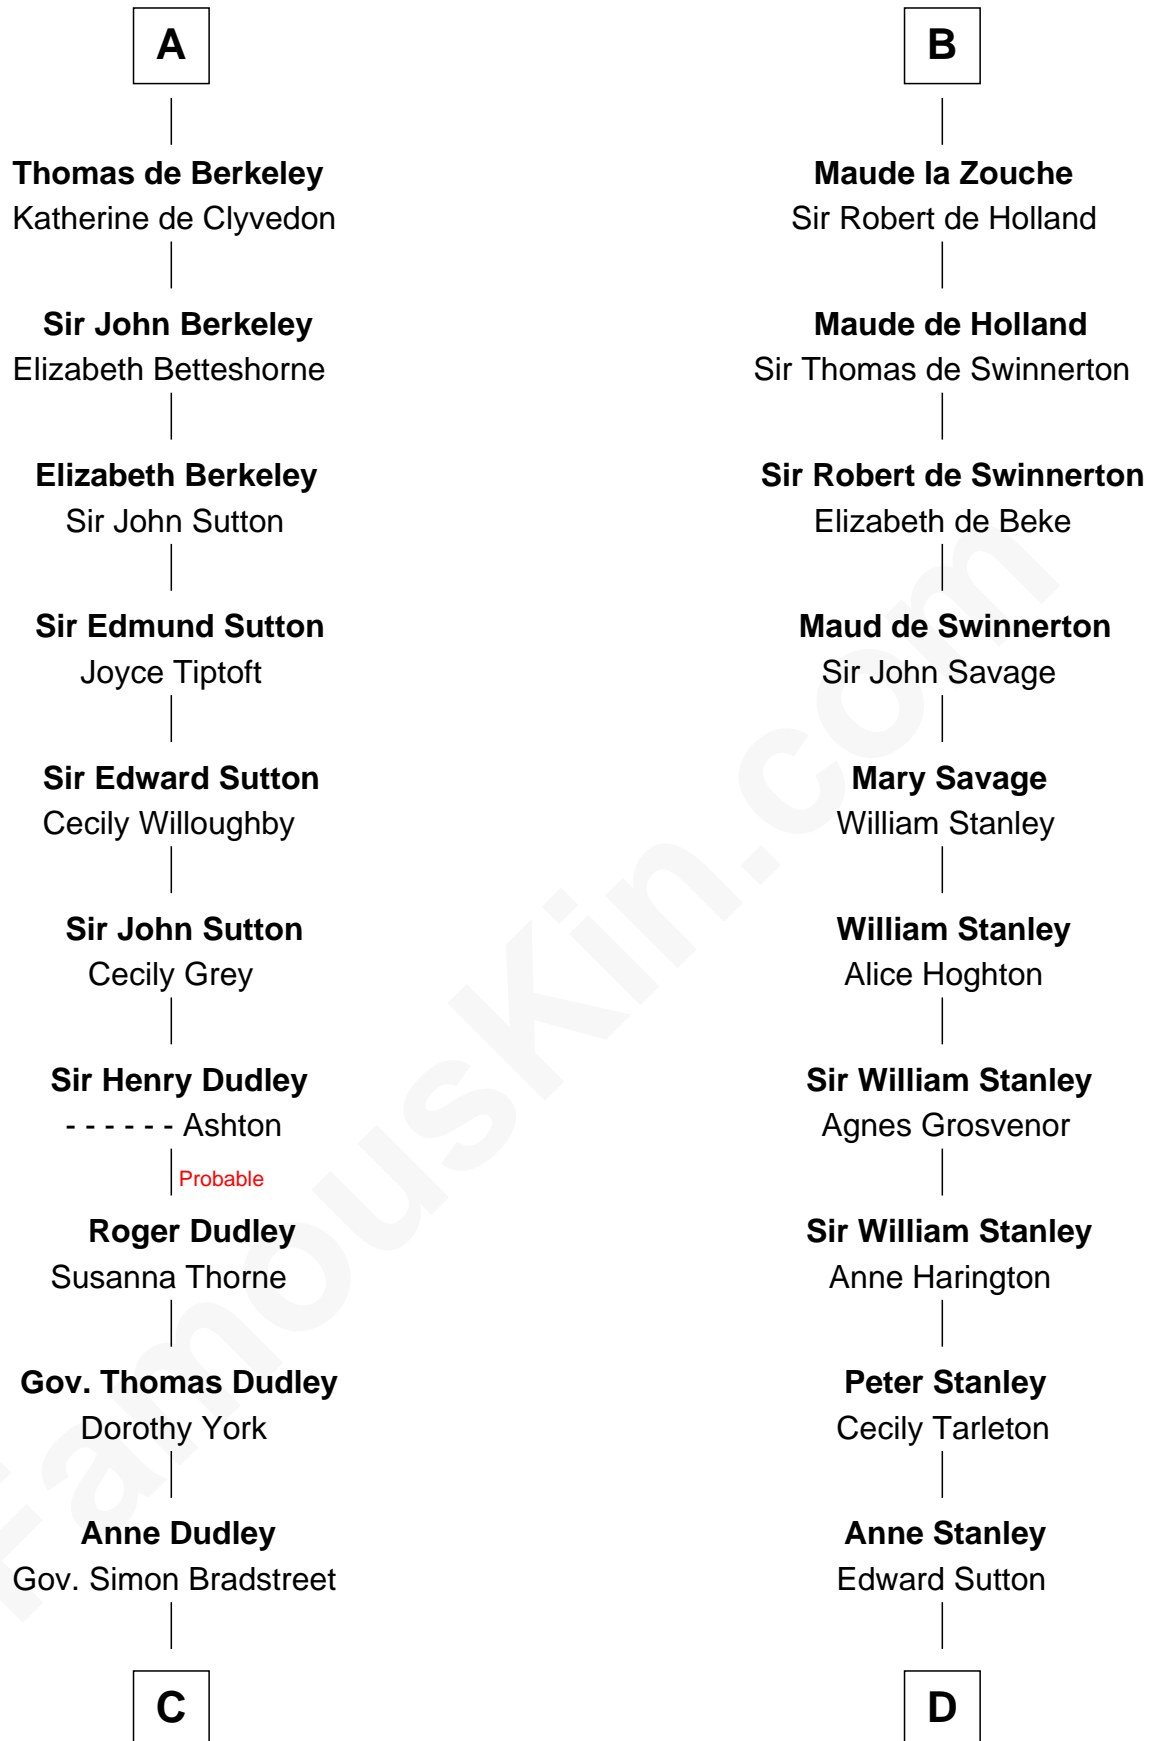 A
Thomas de Berkeley
Katherine de Clyvedon
Sir John Berkeley
Elizabeth Betteshorne
Elizabeth Berkeley
Sir John Sutton
Sir Edmund Sutton
Joyce Tiptoft
Sir Edward Sutton
Cecily Willoughby
Sir John Sutton
Cecily Grey
Sir Henry Dudley
- - - - - - Ashton
Probable
Roger Dudley
Susanna Thorne
Gov. Thomas Dudley
Dorothy York
Anne Dudley
Gov. Simon Bradstreet
C
B
Maude la Zouche
Sir Robert de Holland
Maude de Holland
Sir Thomas de Swinnerton
Sir Robert de Swinnerton
Elizabeth de Beke
Maud de Swinnerton
Sir John Savage
Mary Savage
William Stanley
William Stanley
Alice Hoghton
Sir William Stanley
Agnes Grosvenor
Sir William Stanley
Anne Harington
Peter Stanley
Cecily Tarleton
Anne Stanley
Edward Sutton
D
FamousKin.com